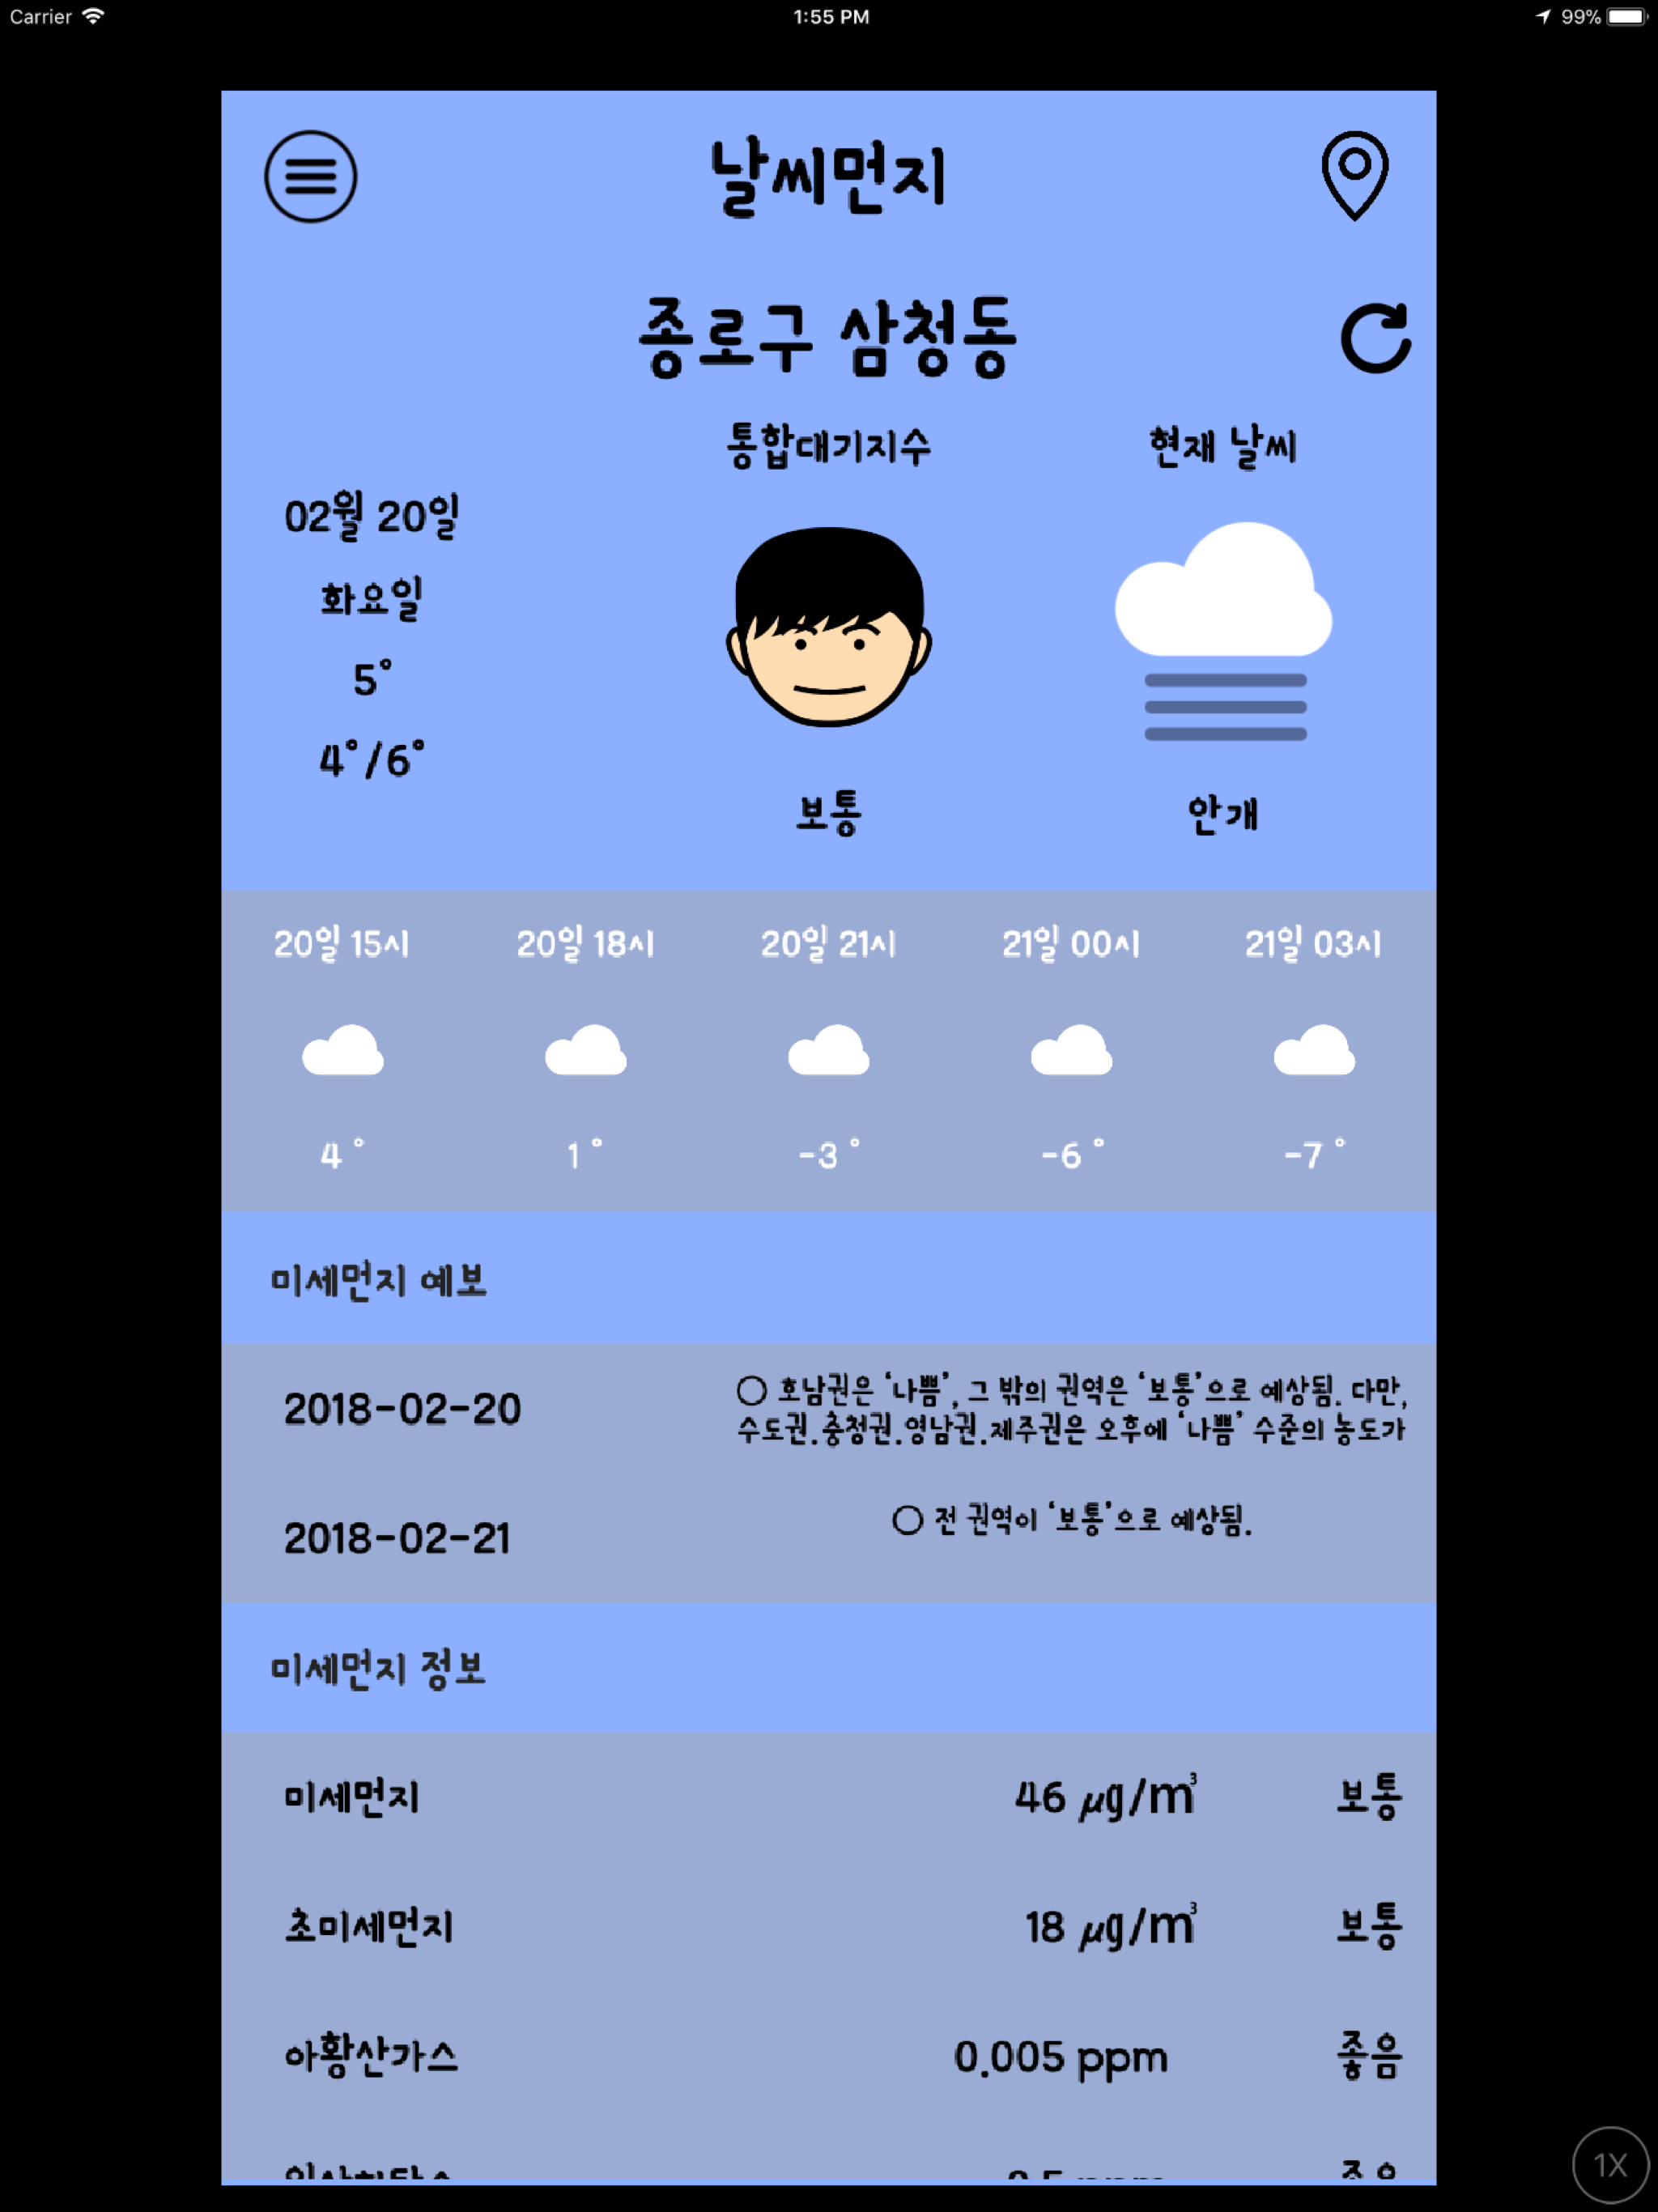 Carrier 1:55 PM 99%
날씨먼지
종로구 삼청동
통합대기지수 현재 날씨
02월 20일
화요일
5°
4°/6°
보통 안개
20일 15시 20일 18시 20일 21시 21일 00시 21일 03시
4 ° 1 ° -3 ° -6 ° -7 °
미세먼지 예보
2018-02-20
○ 호남권은 ‘나쁨’, 그 밖의 권역은 ‘보통’으로 예상됨. 다만,
수도권.충청권.영남권.제주권은 오후에 ‘나쁨’ 수준의 농도가
2018-02-21 ○ 전 권역이 ‘보통’으로 예상됨.
미세먼지 정보
미세먼지 46 μg/m³ 보통
초미세먼지 18 μg/m³ 보통
아황산가스 0.005 ppm 좋음
1X